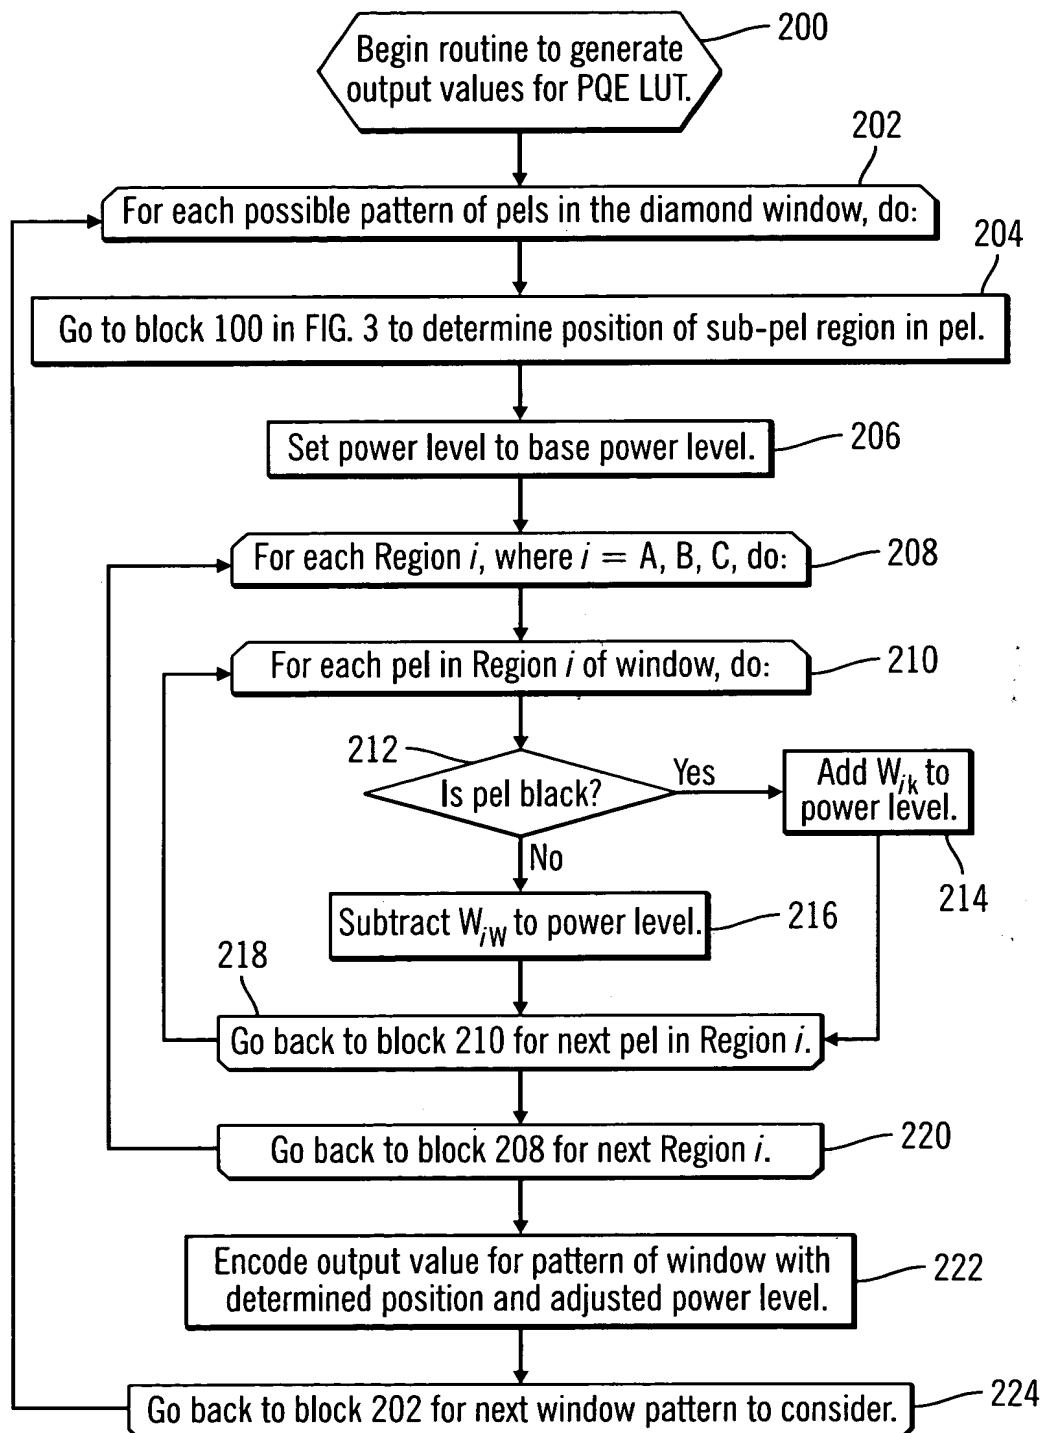 200
Begin routine to generate
output values for PQE LUT.
202
For each possible pattern of pels in the diamond window, do:
204
Go to block 100 in FIG. 3 to determine position of sub-pel region in pel.
Set power level to base power level.
206
For each Region i, where i = A, B, C, do:
208
For each pel in Region i of window, do:
210
212
Is pel black?
Yes
Add W_ik to
power level.
214
No
Subtract W_iW to power level.
216
218
Go back to block 210 for next pel in Region i.
Go back to block 208 for next Region i.
220
Encode output value for pattern of window with
determined position and adjusted power level.
222
Go back to block 202 for next window pattern to consider.
224